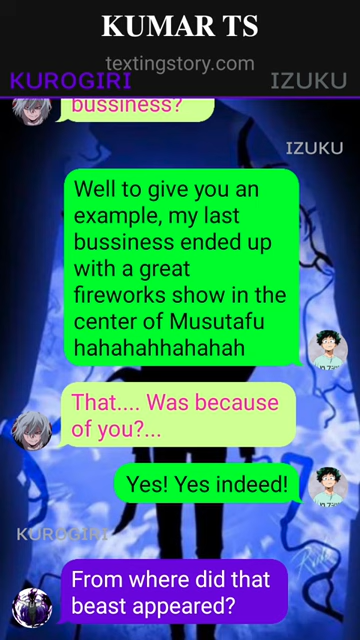 KUMAR TS
textingstory.com
KUROGIRI
IZUKU
bussiness?
IZUKU
Well to give you an
example, my last
bussiness ended up
with a great
fireworks show in the
center of Musutafu
hahahahhahahah
That.... Was because
of you?...
Yes! Yes indeed!
KUROGIRI
From where did that
beast appeared?